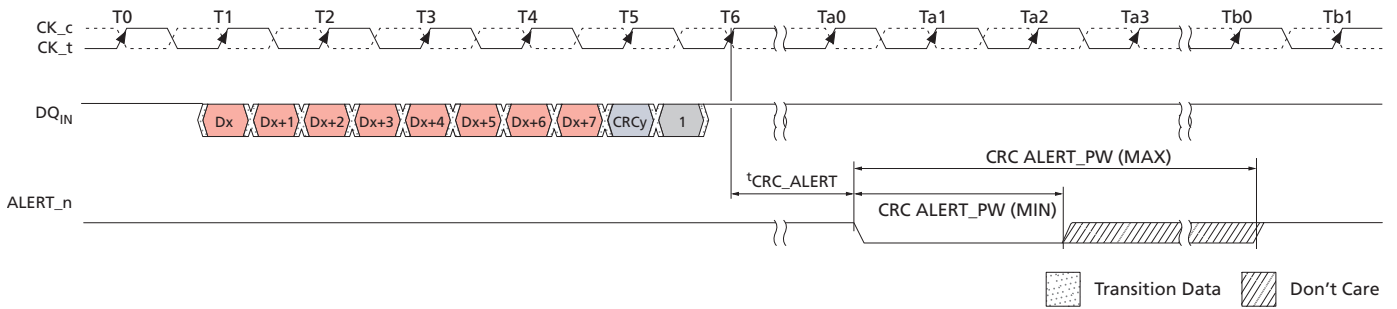 T0 T1 T2 T3 T4 T5 T6 Ta0 Ta1 Ta2 Ta3 Tb0 Tb1
CK_c
CK_t
DQIN
Dx Dx+1 Dx+2 Dx+3 Dx+4 Dx+5 Dx+6 Dx+7 CRCy 1
CRC ALERT_PW (MAX)
tCRC_ALERT
ALERT_n
CRC ALERT_PW (MIN)
Transition Data Don't Care